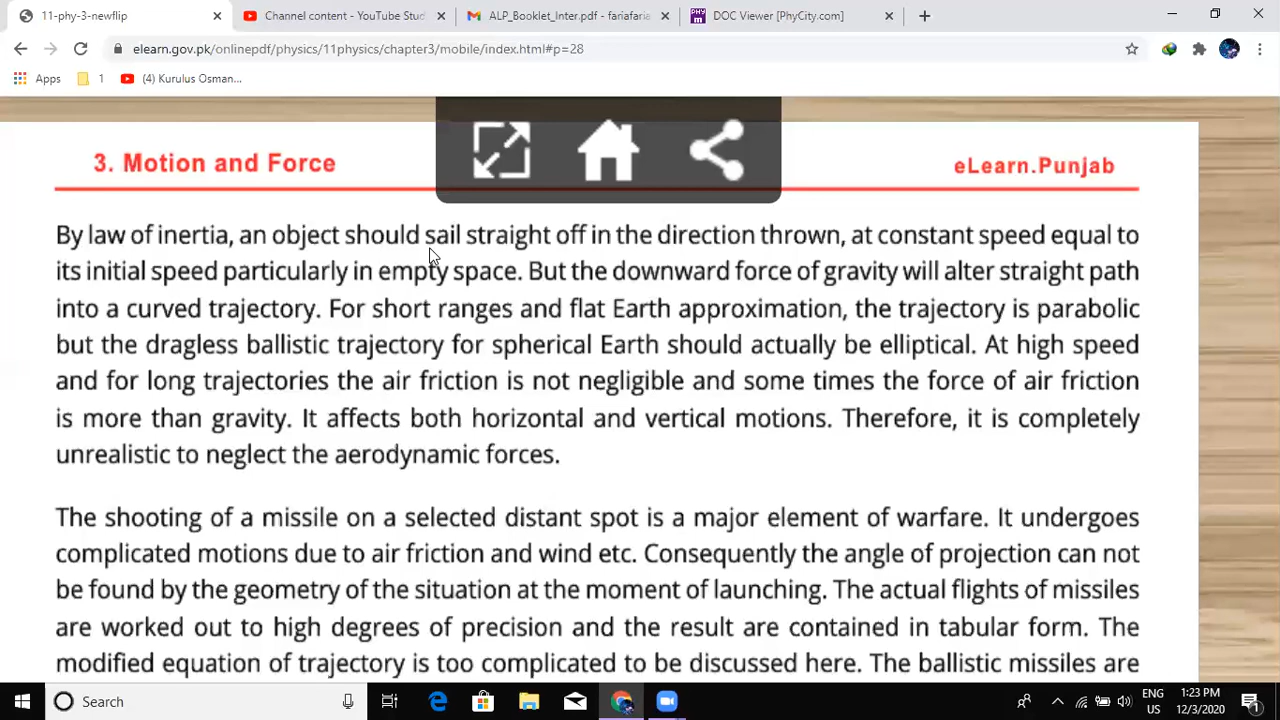 11-phy-3-newflip
Channel content - YouTube Stud
ALP_Booklet_Inter.pdf - fariafaria
DOC Viewer [PhyCity.com]
elearn.gov.pk/onlinepdf/physics/11physics/chapter3/mobile/index.html#p=28
Apps
1
(4) Kurulus Osman...
3. Motion and Force
eLearn.Punjab
By law of inertia, an object should sail straight off in the direction thrown, at constant speed equal to
its initial speed particularly in empty space. But the downward force of gravity will alter straight path
into a curved trajectory. For short ranges and flat Earth approximation, the trajectory is parabolic
but the dragless ballistic trajectory for spherical Earth should actually be elliptical. At high speed
and for long trajectories the air friction is not negligible and some times the force of air friction
is more than gravity. It affects both horizontal and vertical motions. Therefore, it is completely
unrealistic to neglect the aerodynamic forces.
The shooting of a missile on a selected distant spot is a major element of warfare. It undergoes
complicated motions due to air friction and wind etc. Consequently the angle of projection can not
be found by the geometry of the situation at the moment of launching. The actual flights of missiles
are worked out to high degrees of precision and the result are contained in tabular form. The
modified equation of trajectory is too complicated to be discussed here. The ballistic missiles are
Search
ENG
US
1:23 PM
12/3/2020
1